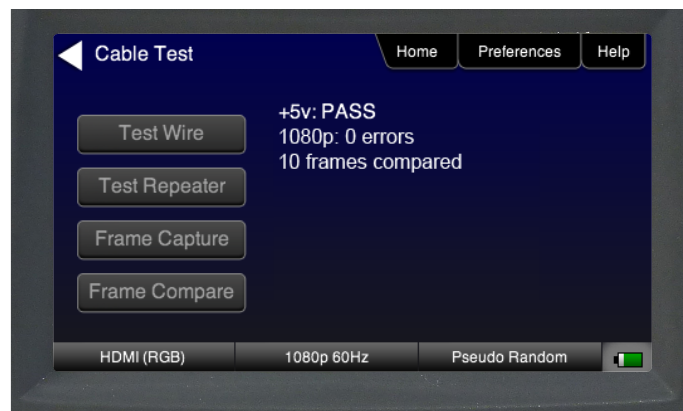 Cable Test
Home
Preferences
Help
Test Wire
Test Repeater
Frame Capture
Frame Compare
+5v: PASS
1080p: 0 errors
10 frames compared
HDMI (RGB)
1080p 60Hz
Pseudo Random